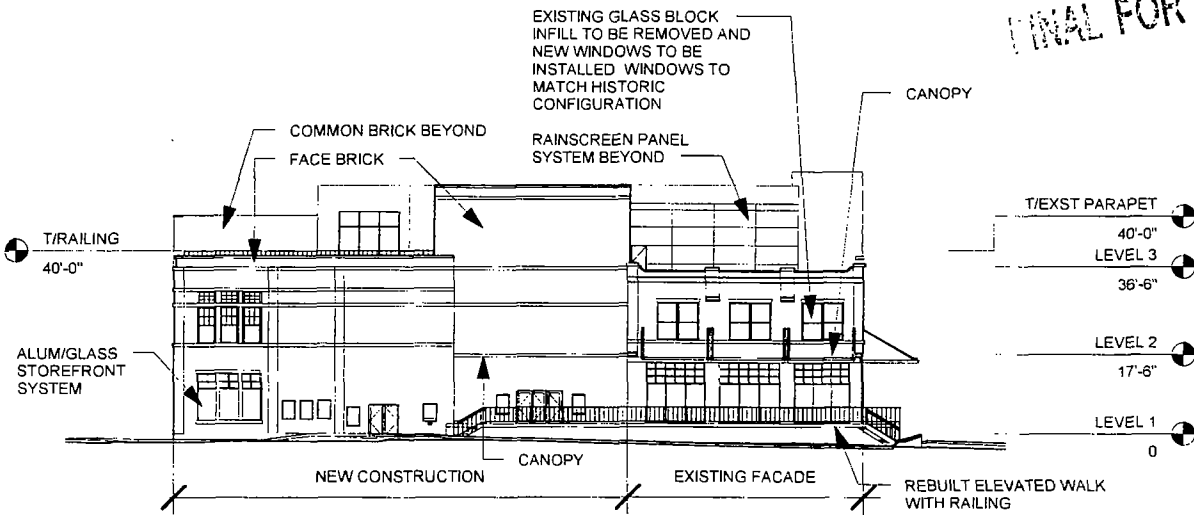 EXISTING GLASS BLOCK
INFILL TO BE REMOVED AND
NEW WINDOWS TO BE
INSTALLED WINDOWS TO
MATCH HISTORIC
CONFIGURATION
FINAL FOR
CANOPY
COMMON BRICK BEYOND
FACE BRICK
RAINSCREEN PANEL
SYSTEM BEYOND
T/RAILING
40'-0"
T/EXST PARAPET
40'-0"
LEVEL 3
36'-6"
ALUM/GLASS
STOREFRONT
SYSTEM
LEVEL 2
17'-6"
LEVEL 1
0
CANOPY
NEW CONSTRUCTION
EXISTING FACADE
REBUILT ELEVATED WALK
WITH RAILING